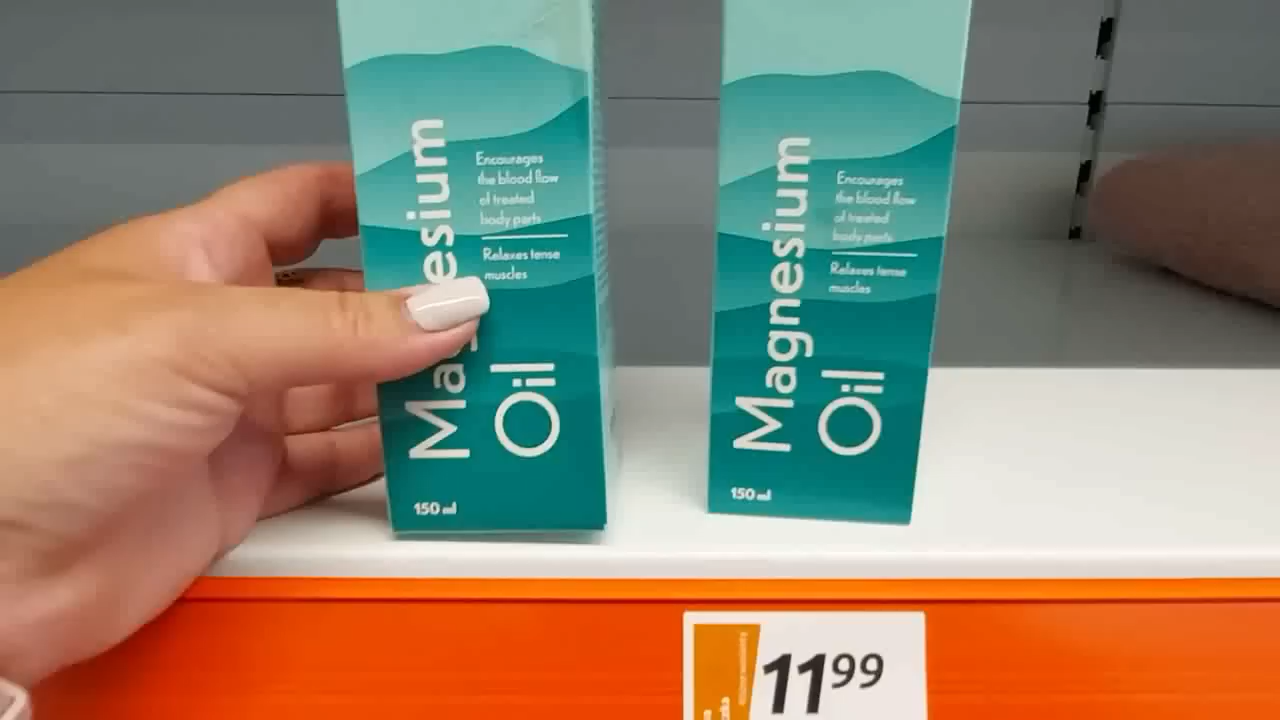 Magnesium
Oil
Encourages
the blood flow
of treated
body parts
Relaxes tense
muscles
150 ml
Magnesium
Oil
Encourages
the blood flow
of treated
body parts
Relaxes tense
muscles
150 ml
11 99